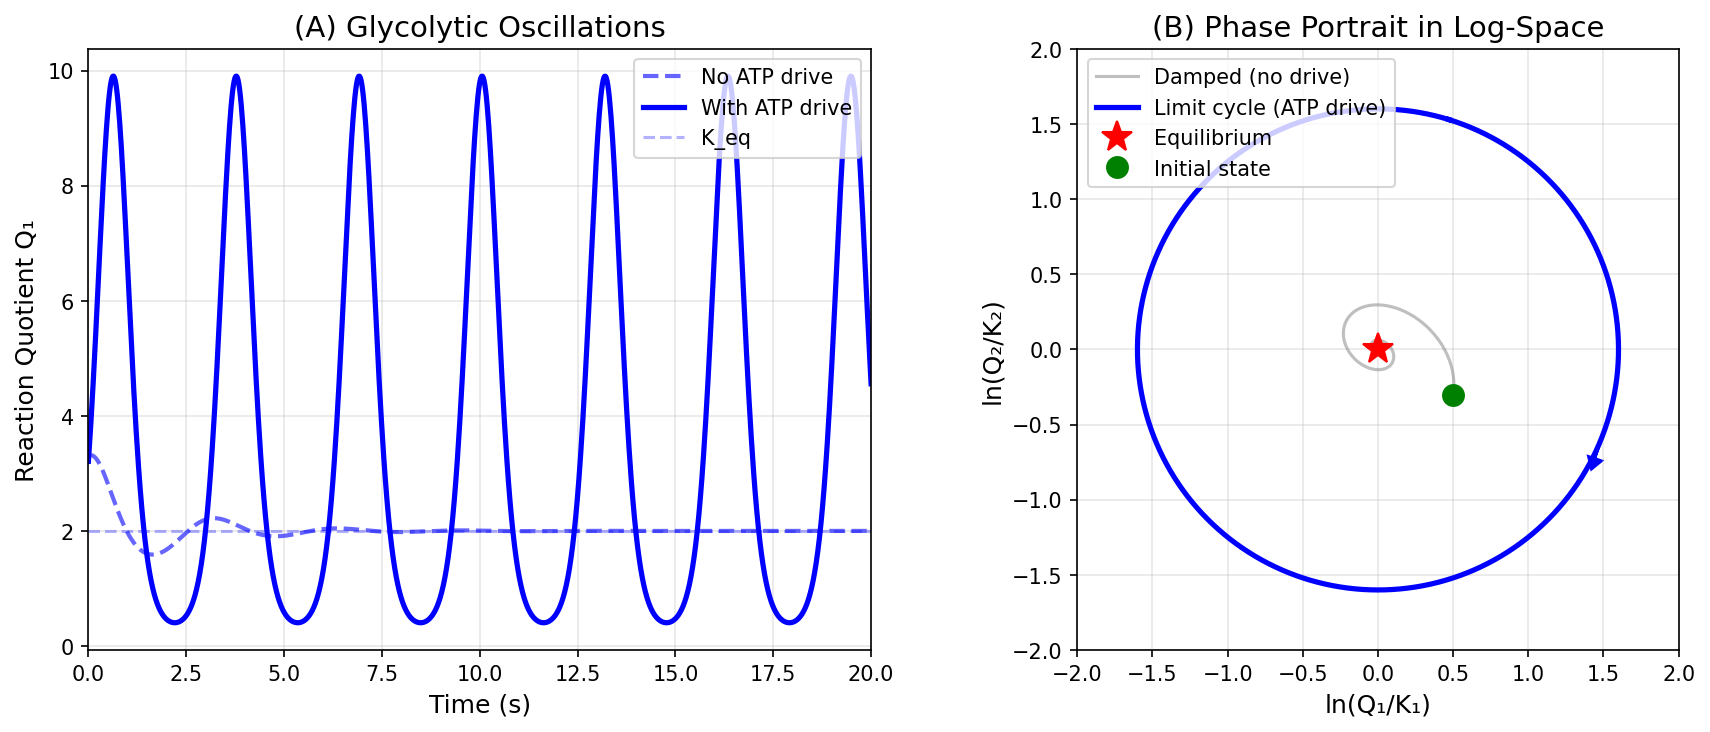 (A) Glycolytic Oscillations
Reaction Quotient Q₁
10
8
6
4
2
0
No ATP drive
With ATP drive
K_eq
0.0 2.5 5.0 7.5 10.0 12.5 15.0 17.5 20.0
Time (s)
(B) Phase Portrait in Log-Space
ln(Q₂/K₂)
2.0
1.5
1.0
0.5
0.0
−0.5
−1.0
−1.5
−2.0
Damped (no drive)
Limit cycle (ATP drive)
Equilibrium
Initial state
−2.0 −1.5 −1.0 −0.5 0.0 0.5 1.0 1.5 2.0
ln(Q₁/K₁)